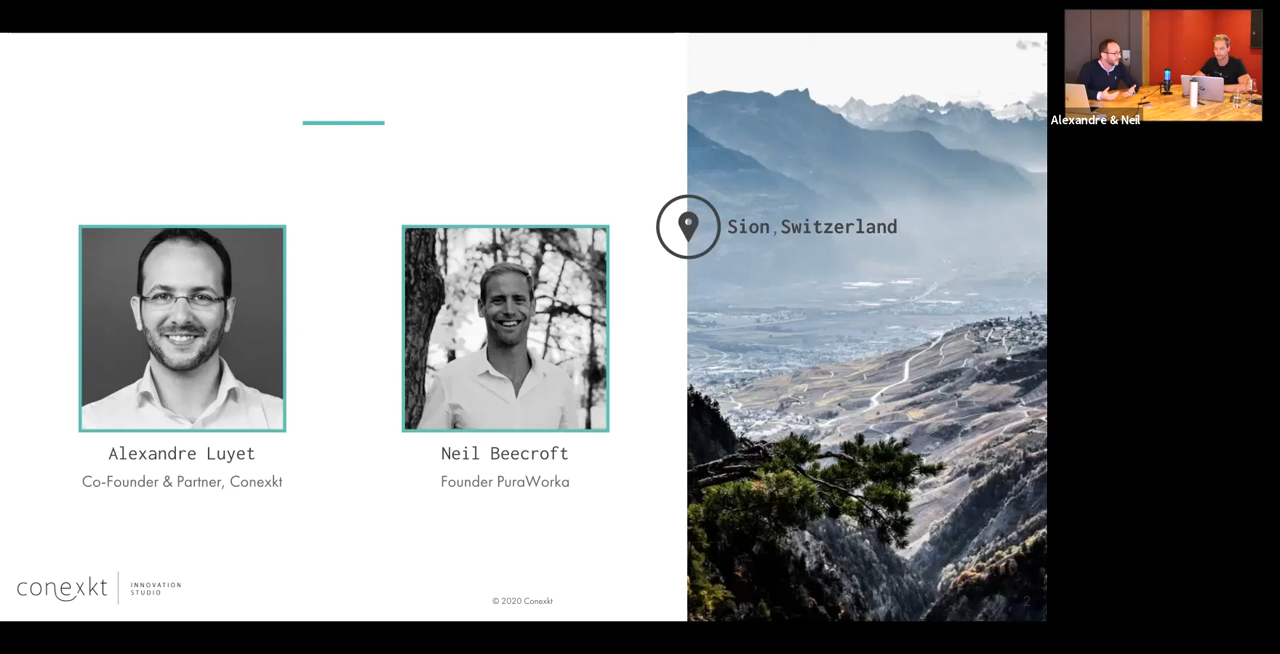 Alexandre & Neil
Sion, Switzerland
Alexandre Luyet
Co-Founder & Partner, Conexkt
Neil Beecroft
Founder PuraWorka
conexkt
INNOVATION
STUDIO
© 2020 Conexkt
2